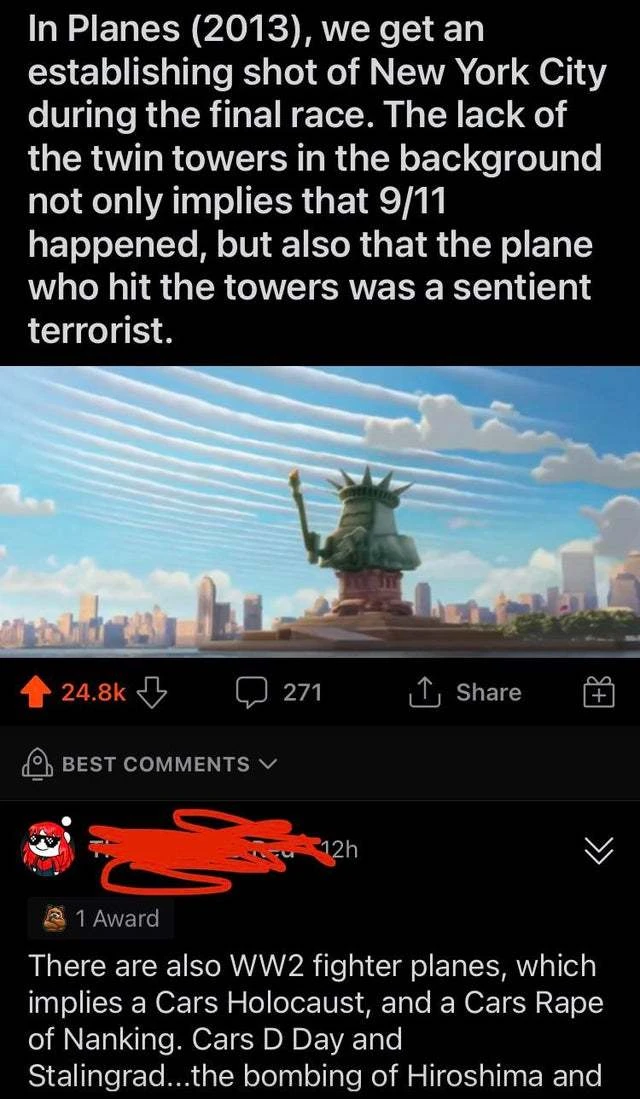 In Planes (2013), we get an
establishing shot of New York City
during the final race. The lack of
the twin towers in the background
not only implies that 9/11
happened, but also that the plane
who hit the towers was a sentient
terrorist.
24.8k 271 Share
BEST COMMENTS
12h
1 Award
There are also WW2 fighter planes, which
implies a Cars Holocaust, and a Cars Rape
of Nanking. Cars D Day and
Stalingrad...the bombing of Hiroshima and